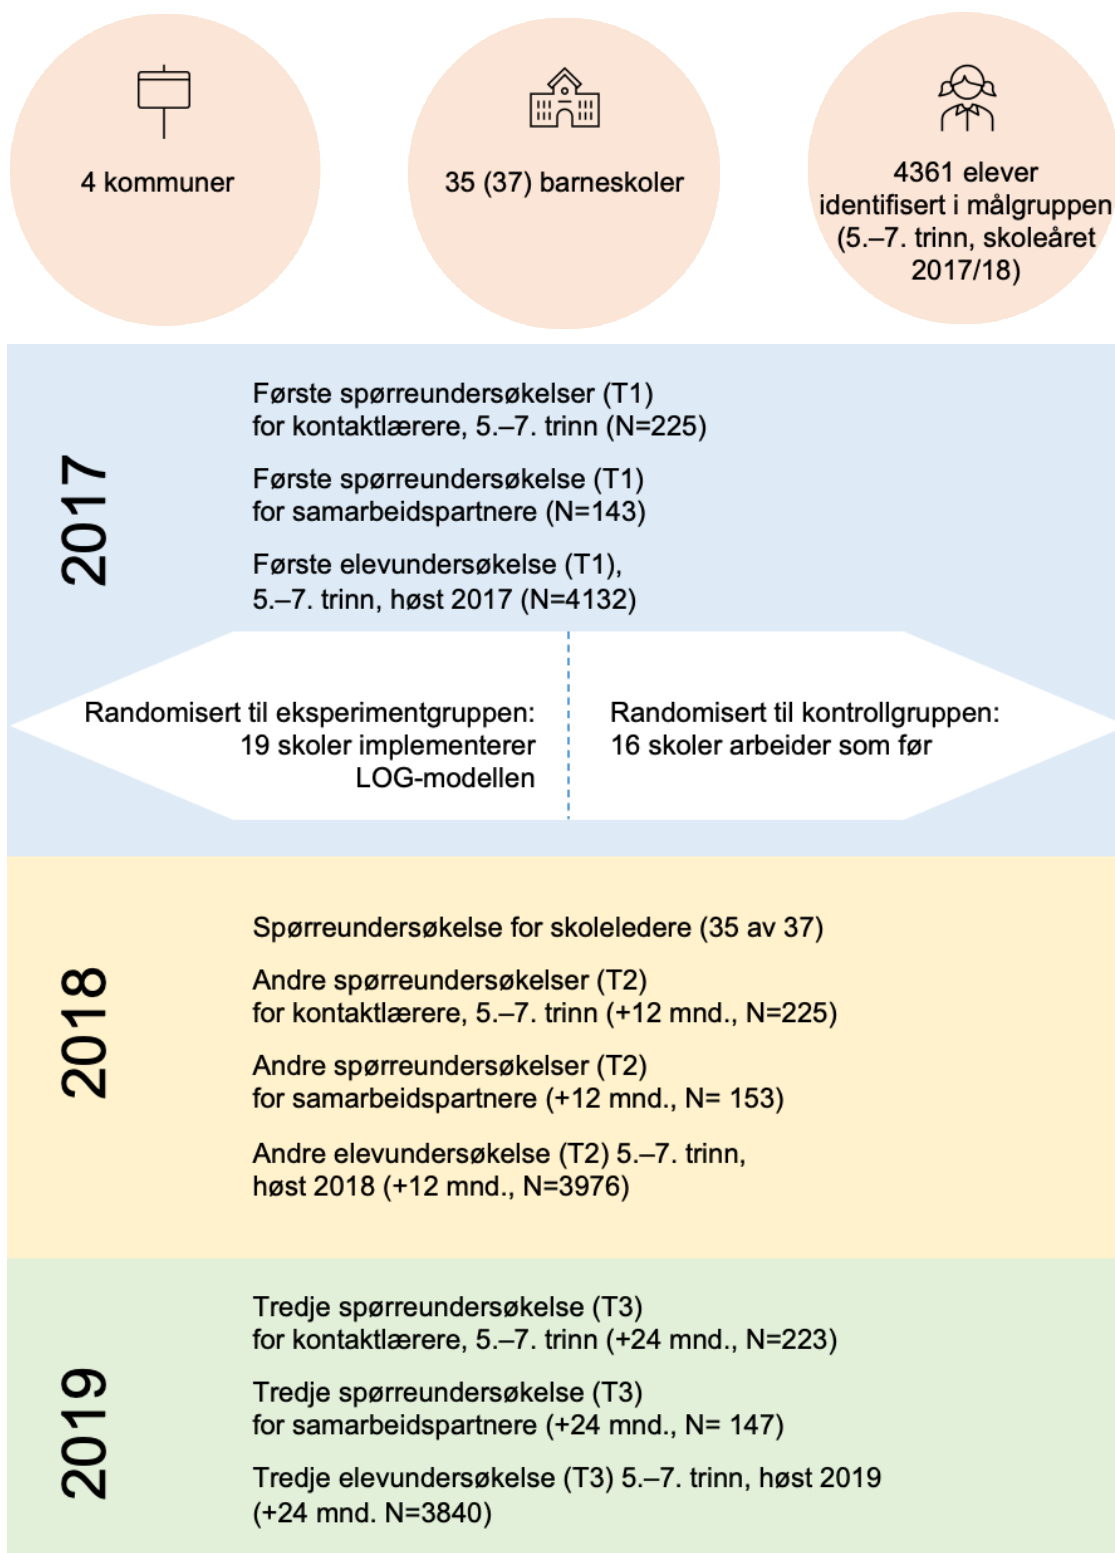 4 kommuner
35 (37) barneskoler
4361 elever
identifisert i målgruppen
(5.–7. trinn, skoleåret
2017/18)
2017
Første spørreundersøkelser (T1)
for kontaktlærere, 5.–7. trinn (N=225)
Første spørreundersøkelse (T1)
for samarbeidspartnere (N=143)
Første elevundersøkelse (T1),
5.–7. trinn, høst 2017 (N=4132)
Randomisert til eksperimentgruppen:
19 skoler implementerer
LOG-modellen
Randomisert til kontrollgruppen:
16 skoler arbeider som før
2018
Spørreundersøkelse for skoleledere (35 av 37)
Andre spørreundersøkelser (T2)
for kontaktlærere, 5.–7. trinn (+12 mnd., N=225)
Andre spørreundersøkelser (T2)
for samarbeidspartnere (+12 mnd., N= 153)
Andre elevundersøkelse (T2) 5.–7. trinn,
høst 2018 (+12 mnd., N=3976)
2019
Tredje spørreundersøkelse (T3)
for kontaktlærere, 5.–7. trinn (+24 mnd., N=223)
Tredje spørreundersøkelse (T3)
for samarbeidspartnere (+24 mnd., N= 147)
Tredje elevundersøkelse (T3) 5.–7. trinn, høst 2019
(+24 mnd. N=3840)